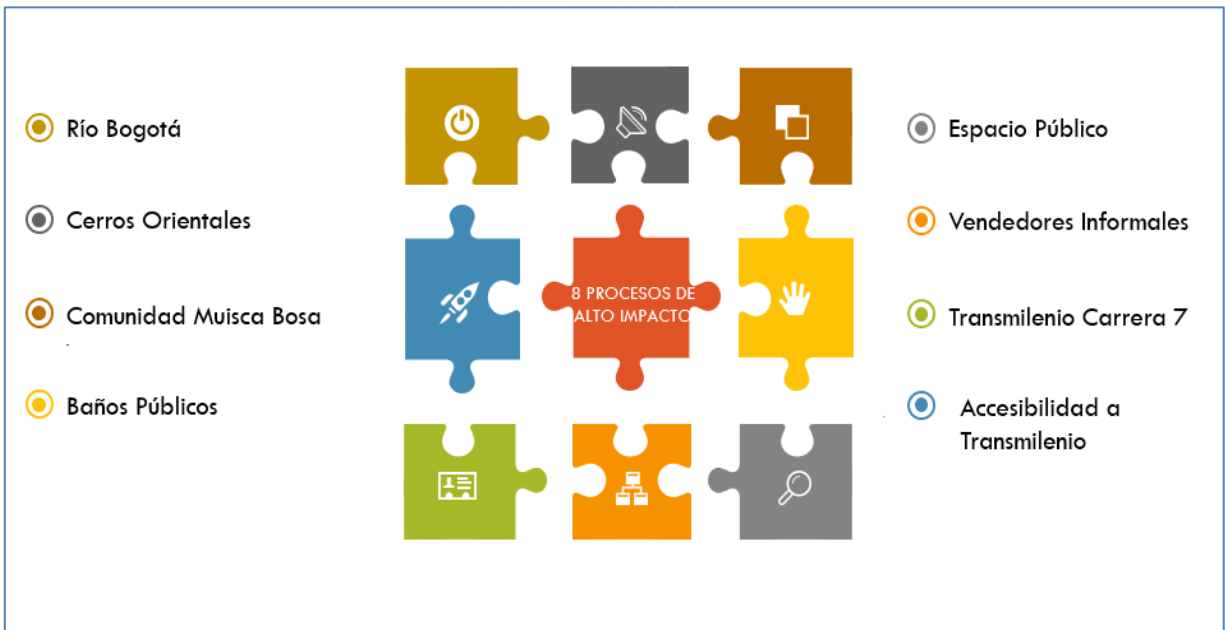 Río Bogotá
Cerros Orientales
Comunidad Muisca Bosa
Baños Públicos
8 PROCESOS DE
ALTO IMPACTO
Espacio Público
Vendedores Informales
Transmilenio Carrera 7
Accesibilidad a
Transmilenio